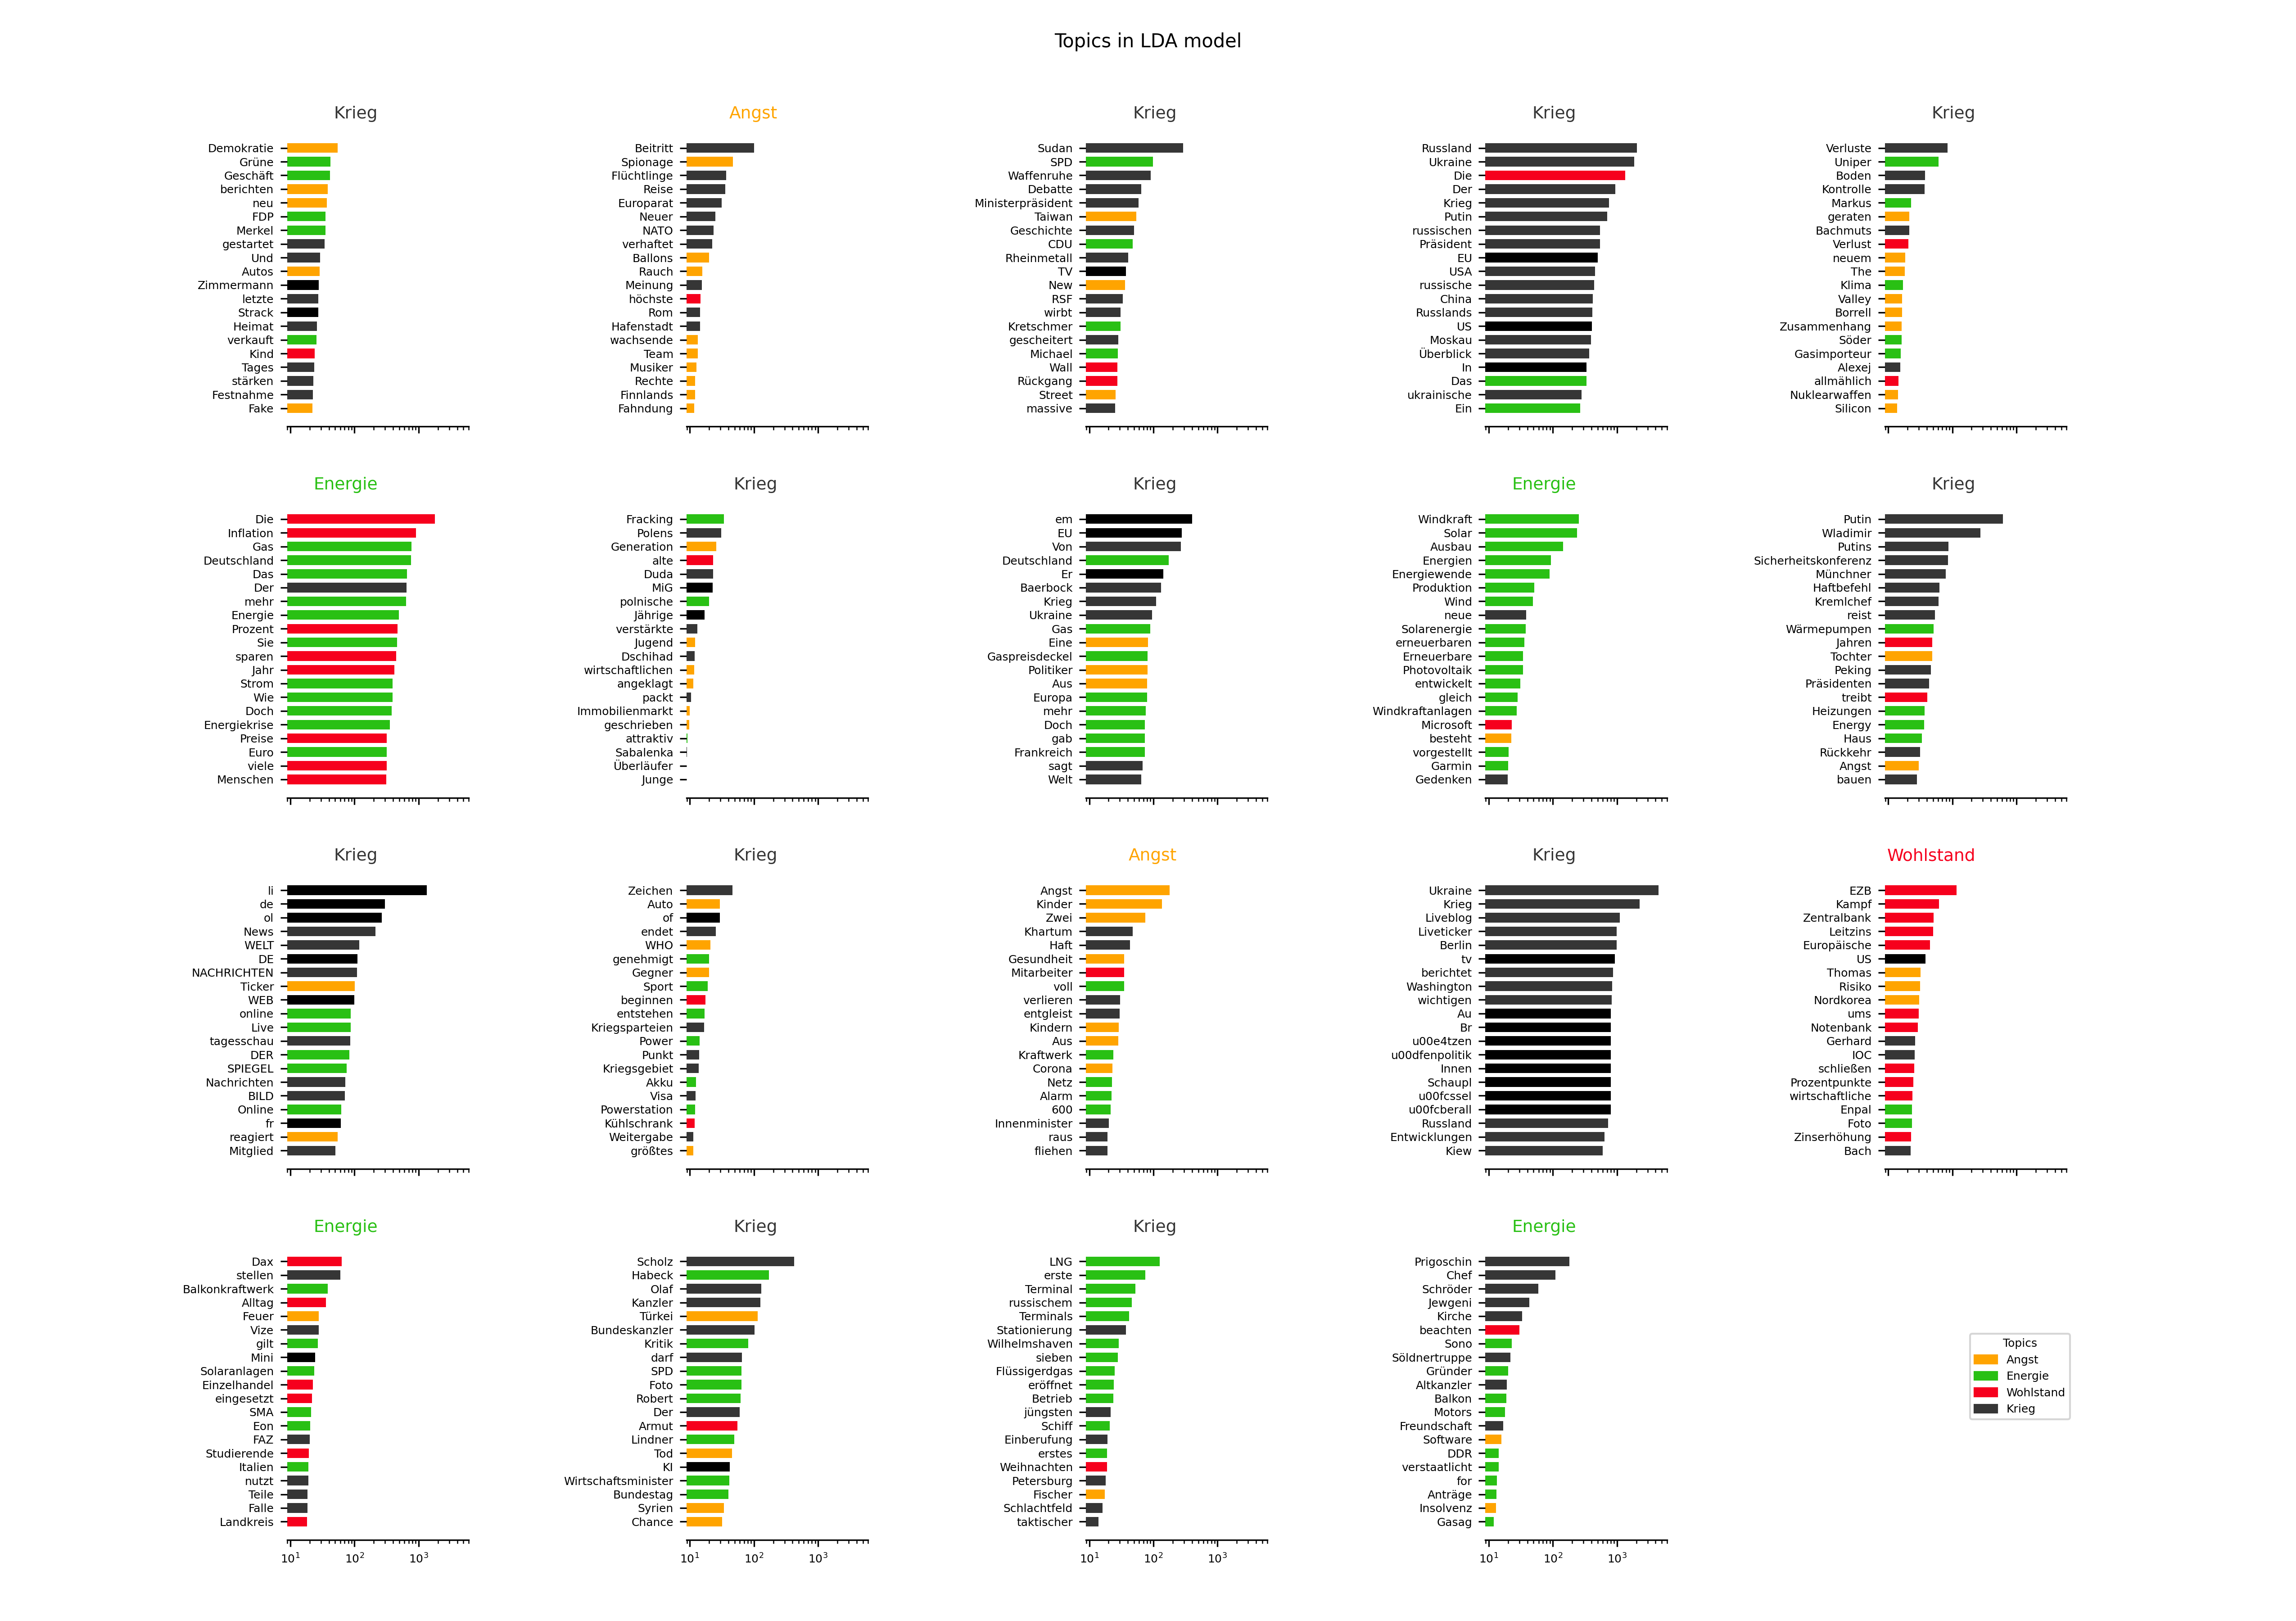 Topics in LDA model
Krieg
Demokratie
Grüne
Geschäft
berichten
neu
FDP
Merkel
gestartet
Und
Autos
Zimmermann
letzte
Strack
Heimat
verkauft
Kind
Tages
stärken
Festnahme
Fake
Angst
Beitritt
Spionage
Flüchtlinge
Reise
Europarat
Neuer
NATO
verhaftet
Ballons
Rauch
Meinung
höchste
Rom
Hafenstadt
wachsende
Team
Musiker
Rechte
Finnlands
Fahndung
Krieg
Sudan
SPD
Waffenruhe
Debatte
Ministerpräsident
Taiwan
Geschichte
CDU
Rheinmetall
TV
New
RSF
wirbt
Kretschmer
gescheitert
Michael
Wall
Rückgang
Street
massive
Krieg
Russland
Ukraine
Die
Der
Krieg
Putin
russischen
Präsident
EU
USA
russische
China
Russlands
US
Moskau
Überblick
In
Das
ukrainische
Ein
Krieg
Verluste
Uniper
Boden
Kontrolle
Markus
geraten
Bachmuts
Verlust
neuem
The
Klima
Valley
Borrell
Zusammenhang
Söder
Gasimporteur
Alexej
allmählich
Nuklearwaffen
Silicon
Energie
Die
Inflation
Gas
Deutschland
Das
Der
mehr
Energie
Prozent
Sie
sparen
Jahr
Strom
Wie
Doch
Energiekrise
Preise
Euro
viele
Menschen
Krieg
Fracking
Polens
Generation
alte
Duda
MiG
polnische
Jährige
verstärkte
Jugend
Dschihad
wirtschaftlichen
angeklagt
packt
Immobilienmarkt
geschrieben
attraktiv
Sabalenka
Überläufer
Junge
Krieg
em
EU
Von
Deutschland
Er
Baerbock
Krieg
Ukraine
Gas
Eine
Gaspreisdeckel
Politiker
Aus
Europa
mehr
Doch
gab
Frankreich
sagt
Welt
Energie
Windkraft
Solar
Ausbau
Energien
Energiewende
Produktion
Wind
neue
Solarenergie
erneuerbaren
Erneuerbare
Photovoltaik
entwickelt
gleich
Windkraftanlagen
Microsoft
besteht
vorgestellt
Garmin
Gedenken
Krieg
Putin
Wladimir
Putins
Sicherheitskonferenz
Münchner
Haftbefehl
Kremlchef
reist
Wärmepumpen
Jahren
Tochter
Peking
Präsidenten
treibt
Heizungen
Energy
Haus
Rückkehr
Angst
bauen
Krieg
li
de
ol
News
WELT
DE
NACHRICHTEN
Ticker
WEB
online
Live
tagesschau
DER
SPIEGEL
Nachrichten
BILD
Online
fr
reagiert
Mitglied
Krieg
Zeichen
Auto
of
endet
WHO
genehmigt
Gegner
Sport
beginnen
entstehen
Kriegsparteien
Power
Punkt
Kriegsgebiet
Akku
Visa
Powerstation
Kühlschrank
Weitergabe
größtes
Angst
Angst
Kinder
Zwei
Khartum
Haft
Gesundheit
Mitarbeiter
voll
verlieren
entgleist
Kindern
Aus
Kraftwerk
Corona
Netz
Alarm
600
Innenminister
raus
fliehen
Krieg
Ukraine
Krieg
Liveblog
Liveticker
Berlin
tv
berichtet
Washington
wichtigen
Au
Br
u00e4tzen
u00dfenpolitik
Innen
Schaupl
u00fcssel
u00fcberall
Russland
Entwicklungen
Kiew
Wohlstand
EZB
Kampf
Zentralbank
Leitzins
Europäische
US
Thomas
Risiko
Nordkorea
ums
Notenbank
Gerhard
IOC
schließen
Prozentpunkte
wirtschaftliche
Enpal
Foto
Zinserhöhung
Bach
Energie
Dax
stellen
Balkonkraftwerk
Alltag
Feuer
Vize
gilt
Mini
Solaranlagen
Einzelhandel
eingesetzt
SMA
Eon
FAZ
Studierende
Italien
nutzt
Teile
Falle
Landkreis
10¹ 10² 10³
Krieg
Scholz
Habeck
Olaf
Kanzler
Türkei
Bundeskanzler
Kritik
darf
SPD
Foto
Robert
Der
Armut
Lindner
Tod
KI
Wirtschaftsminister
Bundestag
Syrien
Chance
10¹ 10² 10³
Krieg
LNG
erste
Terminal
russischem
Terminals
Stationierung
Wilhelmshaven
sieben
Flüssigerdgas
eröffnet
Betrieb
jüngsten
Schiff
Einberufung
erstes
Weihnachten
Petersburg
Fischer
Schlachtfeld
taktischer
10¹ 10² 10³
Energie
Prigoschin
Chef
Schröder
Jewgeni
Kirche
beachten
Sono
Söldnertruppe
Gründer
Altkanzler
Balkon
Motors
Freundschaft
Software
DDR
verstaatlicht
for
Anträge
Insolvenz
Gasag
10¹ 10² 10³
Topics
Angst
Energie
Wohlstand
Krieg